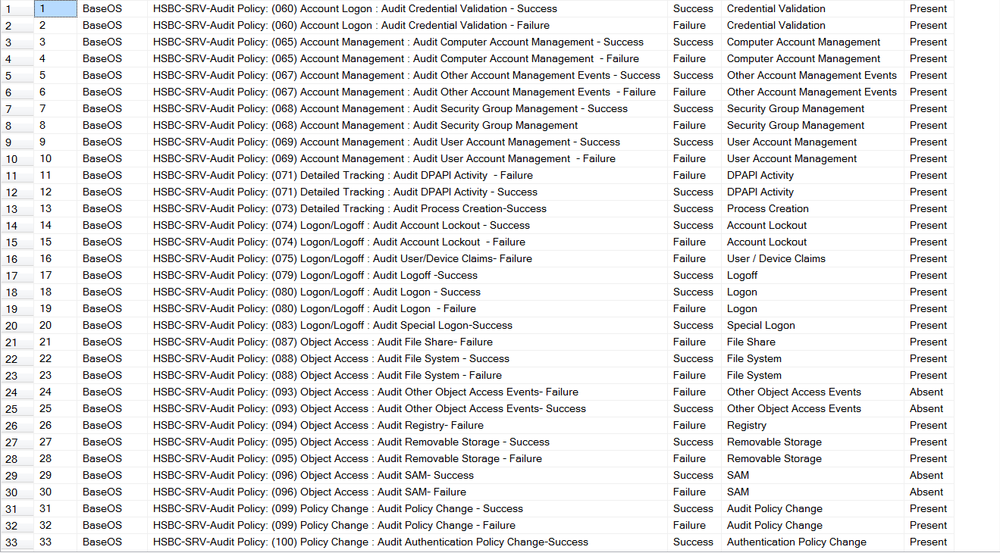 1 1 BaseOS HSBC-SRV-Audit Policy: (060) Account Logon : Audit Credential Validation - Success Success Credential Validation Present
2 2 BaseOS HSBC-SRV-Audit Policy: (060) Account Logon : Audit Credential Validation - Failure Failure Credential Validation Present
3 3 BaseOS HSBC-SRV-Audit Policy: (065) Account Management : Audit Computer Account Management - Success Success Computer Account Management Present
4 4 BaseOS HSBC-SRV-Audit Policy: (065) Account Management : Audit Computer Account Management  - Failure Failure Computer Account Management Present
5 5 BaseOS HSBC-SRV-Audit Policy: (067) Account Management : Audit Other Account Management Events - Success Success Other Account Management Events Present
6 6 BaseOS HSBC-SRV-Audit Policy: (067) Account Management : Audit Other Account Management Events  - Failure Failure Other Account Management Events Present
7 7 BaseOS HSBC-SRV-Audit Policy: (068) Account Management : Audit Security Group Management - Success Success Security Group Management Present
8 8 BaseOS HSBC-SRV-Audit Policy: (068) Account Management : Audit Security Group Management Failure Security Group Management Present
9 9 BaseOS HSBC-SRV-Audit Policy: (069) Account Management : Audit User Account Management - Success Success User Account Management Present
10 10 BaseOS HSBC-SRV-Audit Policy: (069) Account Management : Audit User Account Management  - Failure Failure User Account Management Present
11 11 BaseOS HSBC-SRV-Audit Policy: (071) Detailed Tracking : Audit DPAPI Activity  - Failure Failure DPAPI Activity Present
12 12 BaseOS HSBC-SRV-Audit Policy: (071) Detailed Tracking : Audit DPAPI Activity - Success Success DPAPI Activity Present
13 13 BaseOS HSBC-SRV-Audit Policy: (073) Detailed Tracking : Audit Process Creation-Success Success Process Creation Present
14 14 BaseOS HSBC-SRV-Audit Policy: (074) Logon/Logoff : Audit Account Lockout - Success Success Account Lockout Present
15 15 BaseOS HSBC-SRV-Audit Policy: (074) Logon/Logoff : Audit Account Lockout  - Failure Failure Account Lockout Present
16 16 BaseOS HSBC-SRV-Audit Policy: (075) Logon/Logoff : Audit User/Device Claims- Failure Failure User / Device Claims Present
17 17 BaseOS HSBC-SRV-Audit Policy: (079) Logon/Logoff : Audit Logoff -Success Success Logoff Present
18 18 BaseOS HSBC-SRV-Audit Policy: (080) Logon/Logoff : Audit Logon - Success Success Logon Present
19 19 BaseOS HSBC-SRV-Audit Policy: (080) Logon/Logoff : Audit Logon  - Failure Failure Logon Present
20 20 BaseOS HSBC-SRV-Audit Policy: (083) Logon/Logoff : Audit Special Logon-Success Success Special Logon Present
21 21 BaseOS HSBC-SRV-Audit Policy: (087) Object Access : Audit File Share- Failure Failure File Share Present
22 22 BaseOS HSBC-SRV-Audit Policy: (088) Object Access : Audit File System - Success Success File System Present
23 23 BaseOS HSBC-SRV-Audit Policy: (088) Object Access : Audit File System - Failure Failure File System Present
24 24 BaseOS HSBC-SRV-Audit Policy: (093) Object Access : Audit Other Object Access Events- Failure Failure Other Object Access Events Absent
25 25 BaseOS HSBC-SRV-Audit Policy: (093) Object Access : Audit Other Object Access Events- Success Success Other Object Access Events Absent
26 26 BaseOS HSBC-SRV-Audit Policy: (094) Object Access : Audit Registry- Failure Failure Registry Present
27 27 BaseOS HSBC-SRV-Audit Policy: (095) Object Access : Audit Removable Storage - Success Success Removable Storage Present
28 28 BaseOS HSBC-SRV-Audit Policy: (095) Object Access : Audit Removable Storage - Failure Failure Removable Storage Present
29 29 BaseOS HSBC-SRV-Audit Policy: (096) Object Access : Audit SAM- Success Success SAM Absent
30 30 BaseOS HSBC-SRV-Audit Policy: (096) Object Access : Audit SAM- Failure Failure SAM Absent
31 31 BaseOS HSBC-SRV-Audit Policy: (099) Policy Change : Audit Policy Change - Success Success Audit Policy Change Present
32 32 BaseOS HSBC-SRV-Audit Policy: (099) Policy Change : Audit Policy Change - Failure Failure Audit Policy Change Present
33 33 BaseOS HSBC-SRV-Audit Policy: (100) Policy Change : Audit Authentication Policy Change-Success Success Authentication Policy Change Present